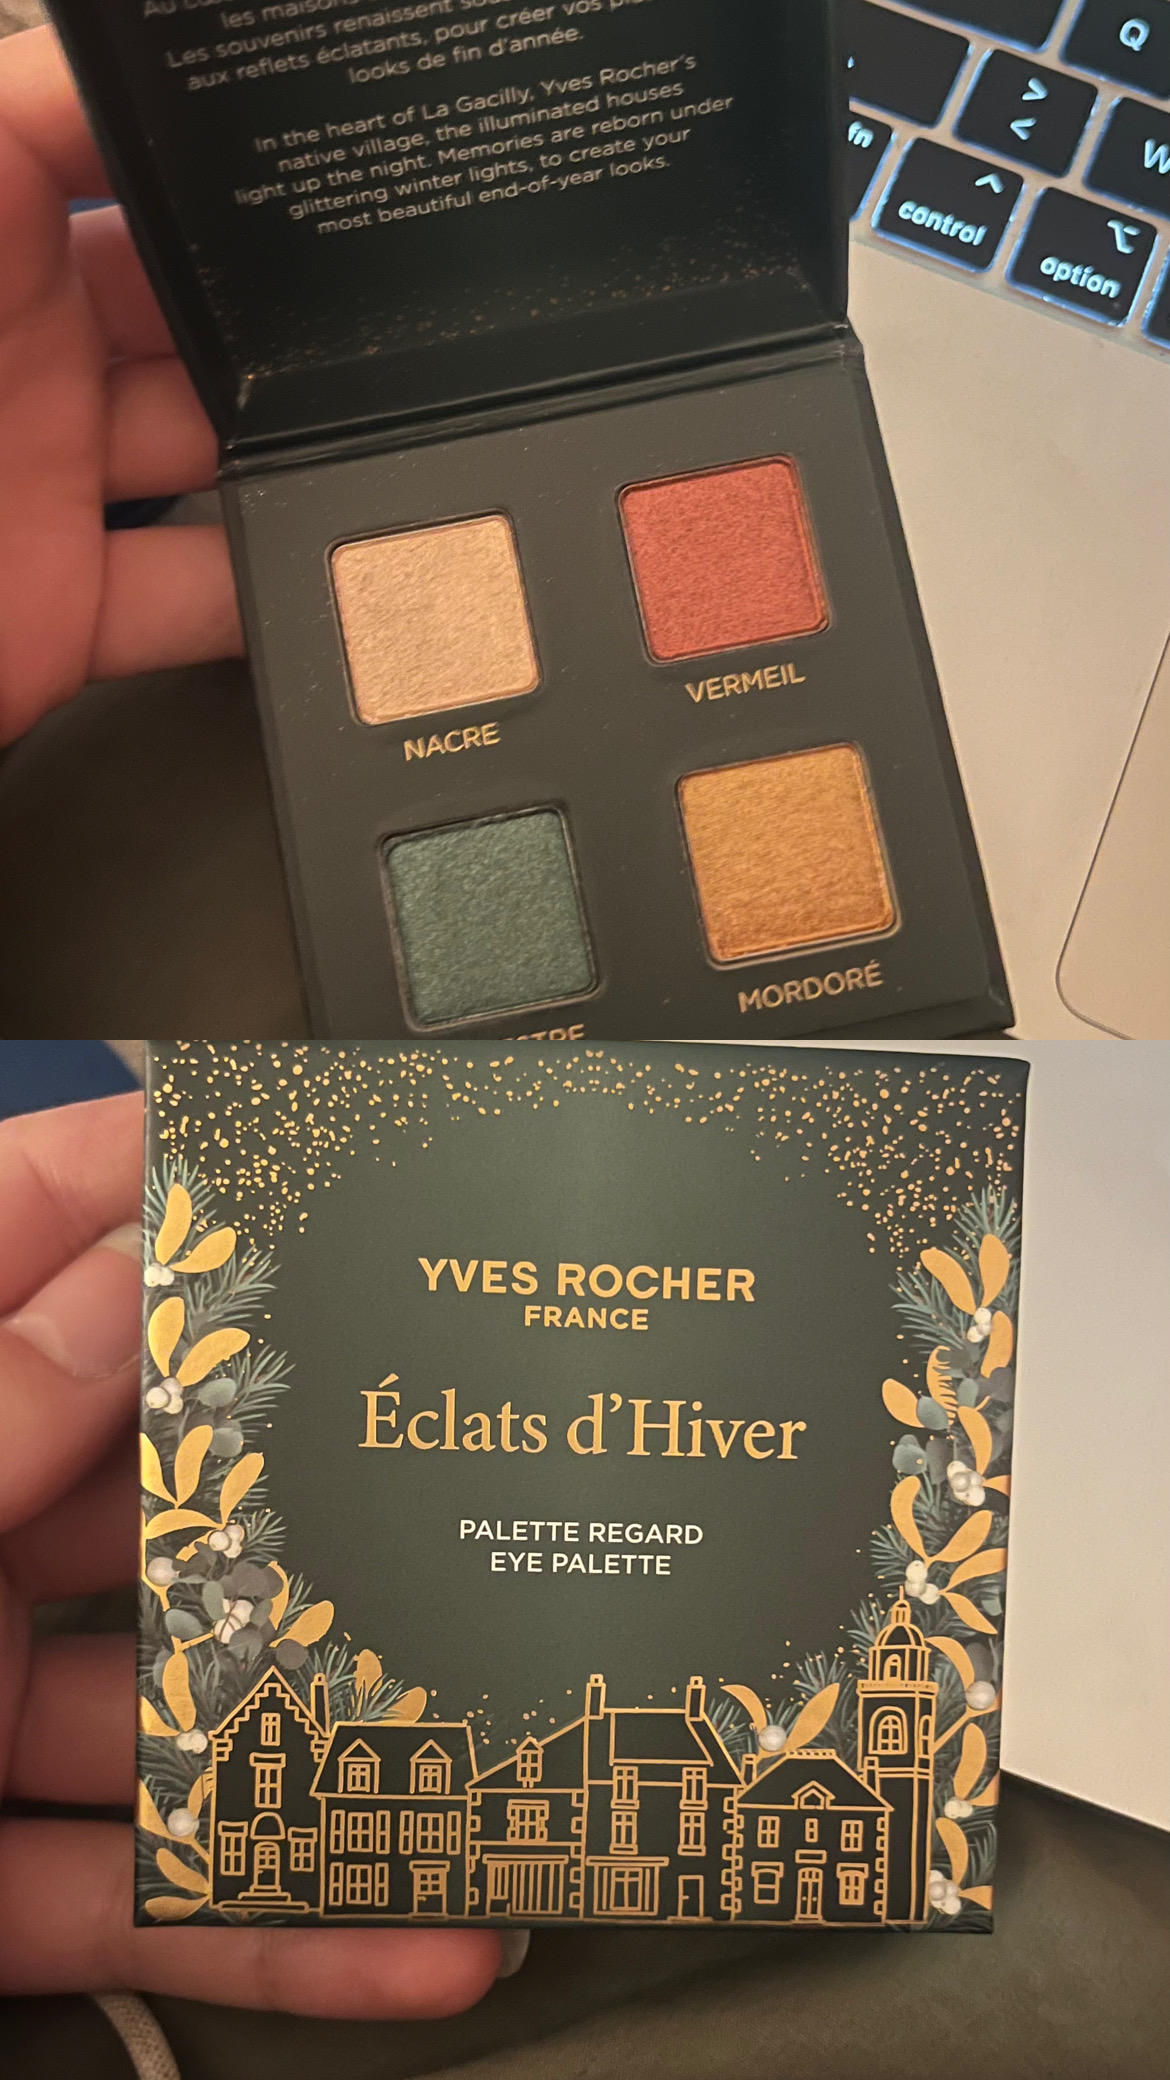 les maisons
Les souvenirs renaissent
aux reflets éclatants, pour créer vos
looks de fin d'année.
In the heart of La Gacilly, Yves Rocher's
native village, the illuminated houses
light up the night. Memories are reborn under
glittering winter lights, to create your
most beautiful end-of-year looks.
Q
>
<
W
fn
control
option
VERMEIL
NACRE
MORDORÉ
YVES ROCHER
FRANCE
Éclats d'Hiver
PALETTE REGARD
EYE PALETTE